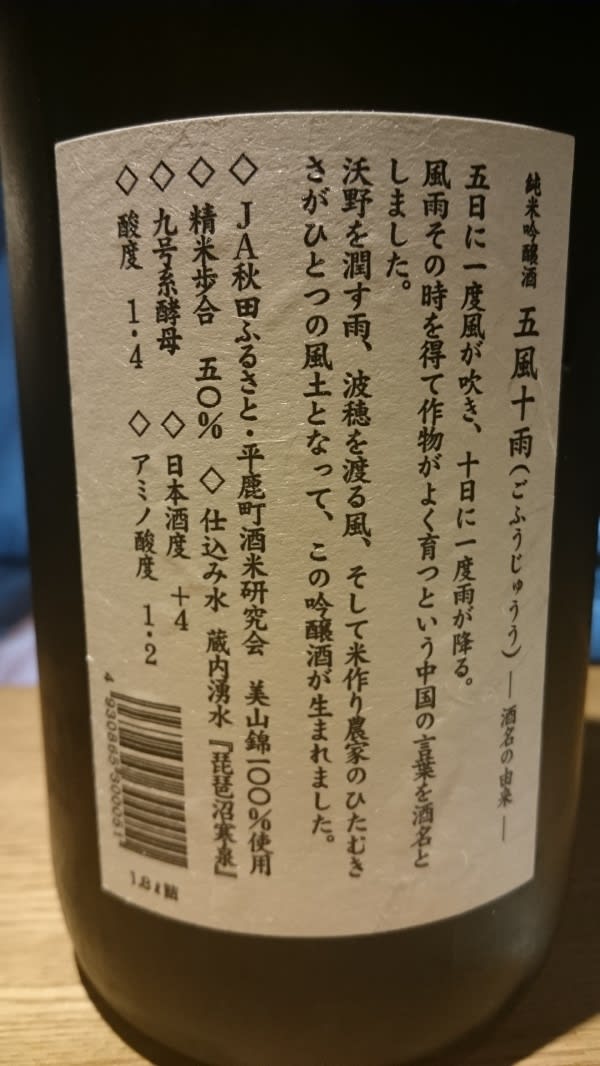 純米吟醸酒 五風十雨(ごふうじゅうう)― 酒名の由来 ―
五日に一度風が吹き、十日に一度雨が降る。
風雨その時を得て作物がよく育つという中国の言葉を酒名と
しました。
沃野を潤す雨、波穂を渡る風、そして米作り農家のひたむき
さがひとつの風土となって、この吟醸酒が生まれました。
◇ JA秋田ふるさと・平鹿町酒米研究会 美山錦一〇〇%使用
◇ 精米歩合 五〇% ◇ 仕込み水 蔵内湧水『琵琶沼寒泉』
◇ 九号系酵母 ◇ 日本酒度 +4
◇ 酸度 1.4 ◇ アミノ酸度 1.2
4 930865 300031
1.8ℓ詰